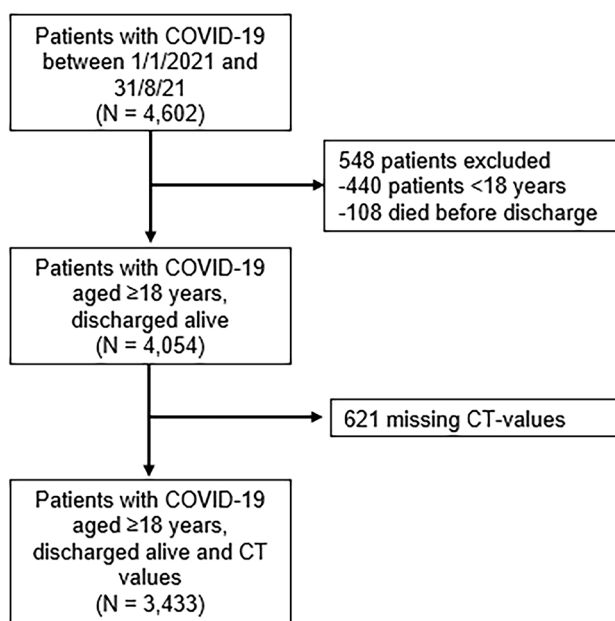 Patients with COVID-19
between 1/1/2021 and
31/8/21
(N = 4,602)
548 patients excluded
-440 patients <18 years
-108 died before discharge
Patients with COVID-19
aged ≥18 years,
discharged alive
(N = 4,054)
621 missing CT-values
Patients with COVID-19
aged ≥18 years,
discharged alive and CT
values
(N = 3,433)